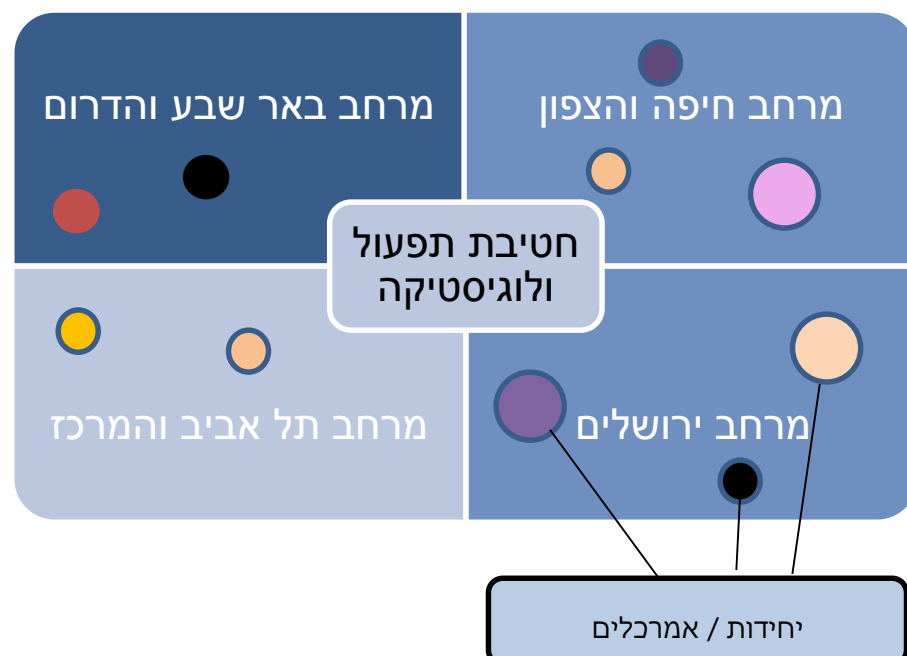 מרחב חיפה והצפון
מרחב באר שבע והדרום
חטיבת תפעול
ולוגיסטיקה
מרחב ירושלים
מרחב תל אביב והמרכז
יחידות / אמרכלים